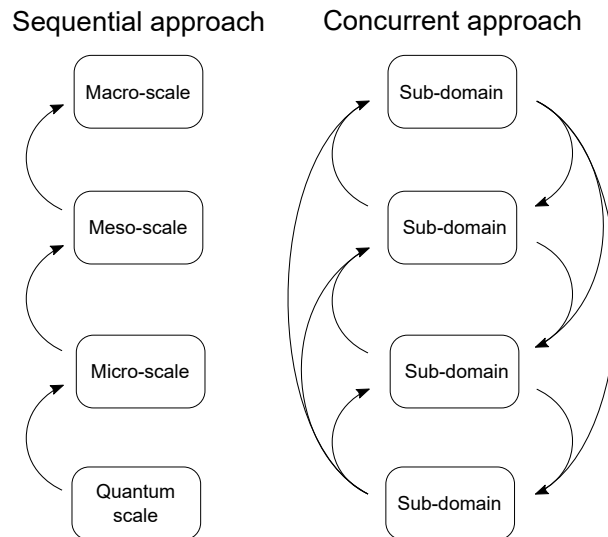 Sequential approach
Concurrent approach
Macro-scale
Sub-domain
Meso-scale
Sub-domain
Micro-scale
Sub-domain
Quantum
scale
Sub-domain